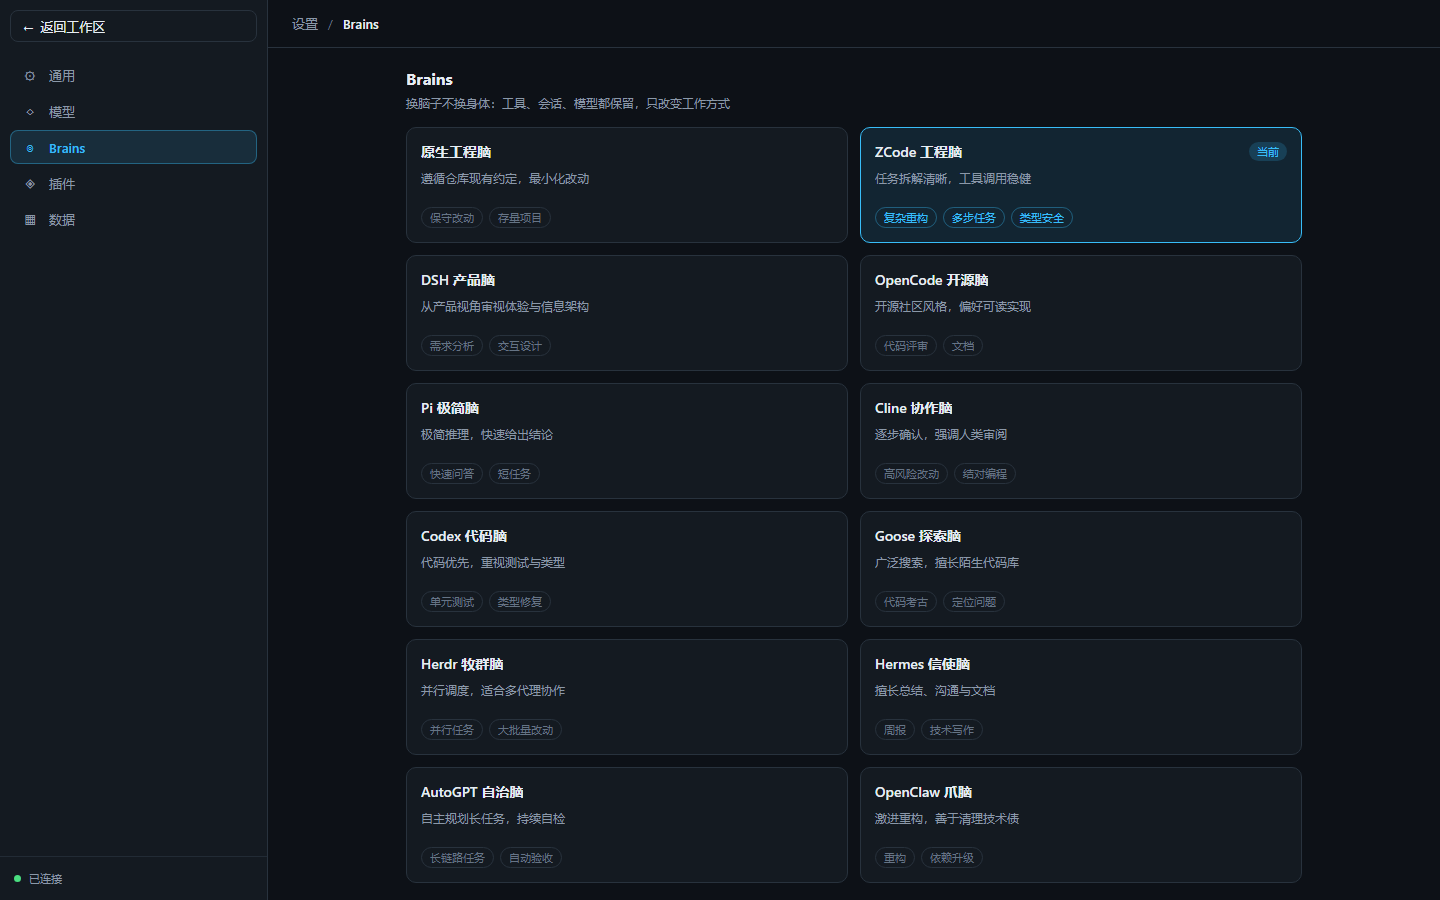 ← 返回工作区
通用
模型
Brains
插件
数据
已连接
设置 / Brains
Brains
换脑子不换身体：工具、会话、模型都保留，只改变工作方式
原生工程脑
遵循仓库现有约定，最小化改动
保守改动 存量项目
ZCode 工程脑 当前
任务拆解清晰，工具调用稳健
复杂重构 多步任务 类型安全
DSH 产品脑
从产品视角审视体验与信息架构
需求分析 交互设计
OpenCode 开源脑
开源社区风格，偏好可读实现
代码评审 文档
Pi 极简脑
极简推理，快速给出结论
快速问答 短任务
Cline 协作脑
逐步确认，强调人类审阅
高风险改动 结对编程
Codex 代码脑
代码优先，重视测试与类型
单元测试 类型修复
Goose 探索脑
广泛搜索，擅长陌生代码库
代码考古 定位问题
Herdr 牧群脑
并行调度，适合多代理协作
并行任务 大批量改动
Hermes 信使脑
擅长总结、沟通与文档
周报 技术写作
AutoGPT 自治脑
自主规划长任务，持续自检
长链路任务 自动验收
OpenClaw 爪脑
激进重构，善于清理技术债
重构 依赖升级